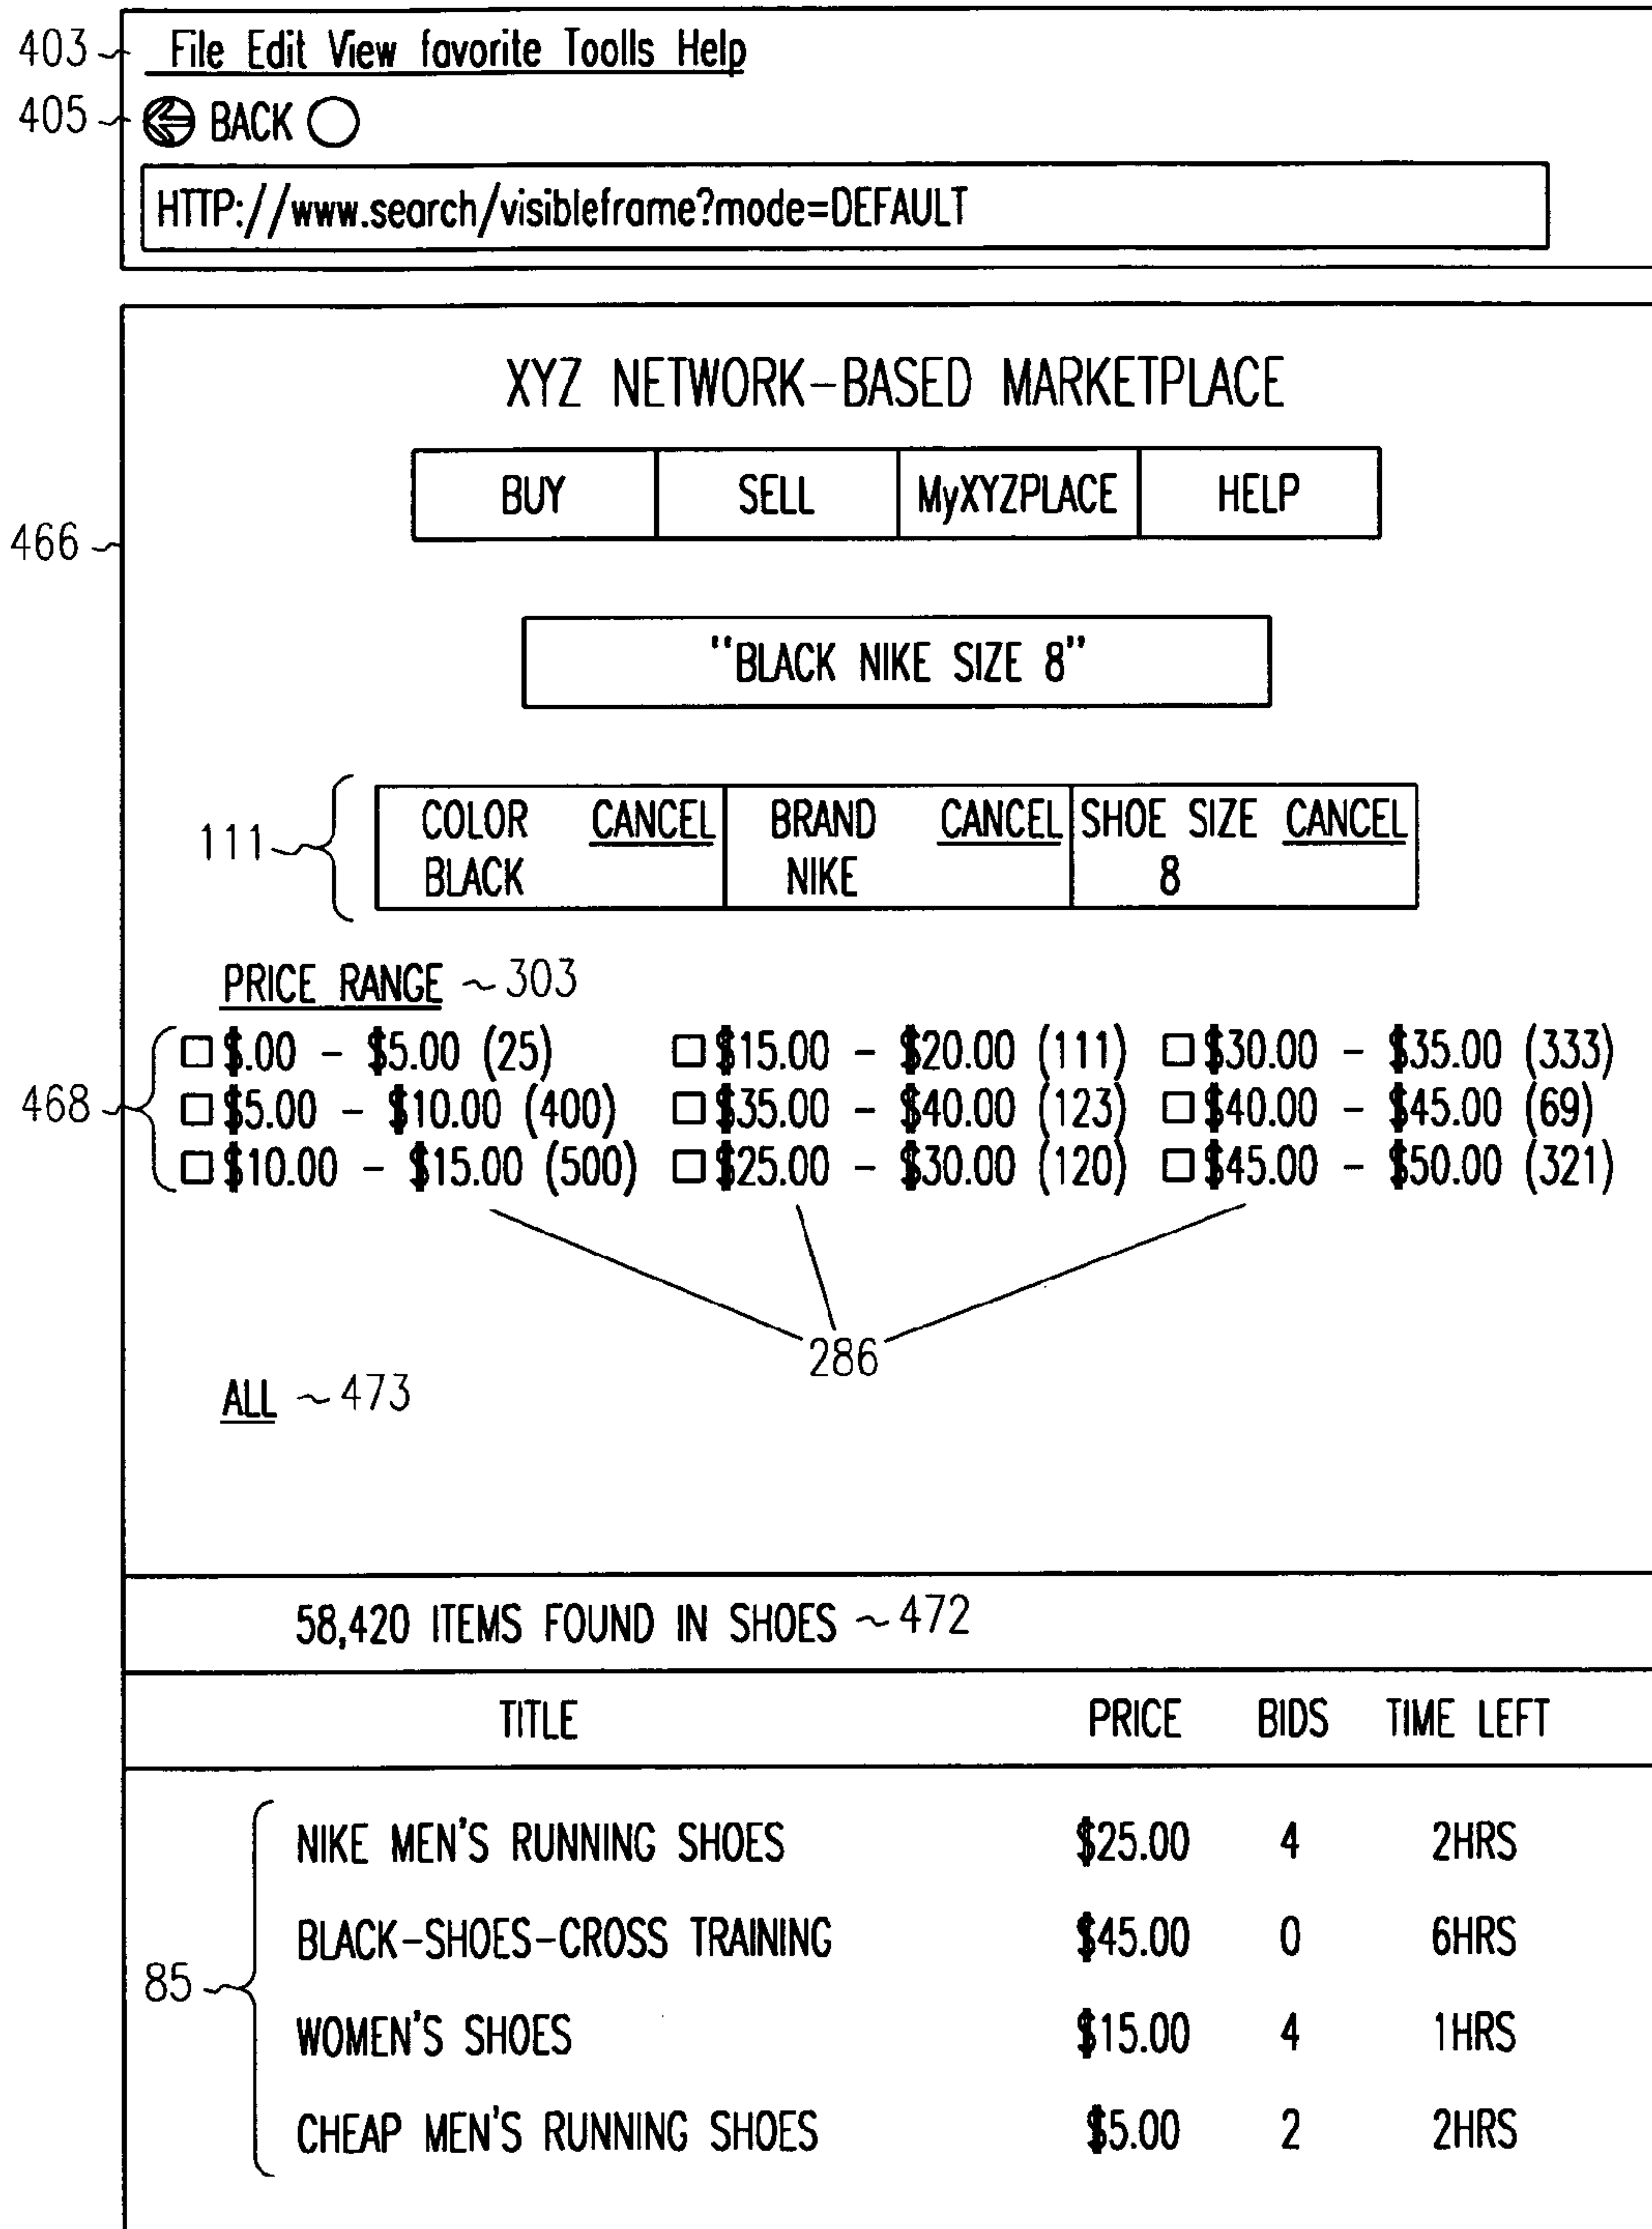 403 File Edit View favorite Toolls Help
405 BACK
HTTP://www.search/visibleframe?mode=DEFAULT
XYZ NETWORK-BASED MARKETPLACE
BUY SELL MyXYZPLACE HELP
466
"BLACK NIKE SIZE 8"
COLOR CANCEL BRAND CANCEL SHOE SIZE CANCEL
111
BLACK NIKE 8
PRICE RANGE ~303
$.00 - $5.00 (25) $15.00 - $20.00 (111) $30.00 - $35.00 (333)
468 $5.00 - $10.00 (400) $35.00 - $40.00 (123) $40.00 - $45.00 (69)
$10.00 - $15.00 (500) $25.00 - $30.00 (120) $45.00 - $50.00 (321)
286
ALL ~473
58,420 ITEMS FOUND IN SHOES ~472
TITLE PRICE BIDS TIME LEFT
NIKE MEN'S RUNNING SHOES $25.00 4 2HRS
BLACK-SHOES-CROSS TRAINING $45.00 0 6HRS
85
WOMEN'S SHOES $15.00 4 1HRS
CHEAP MEN'S RUNNING SHOES $5.00 2 2HRS